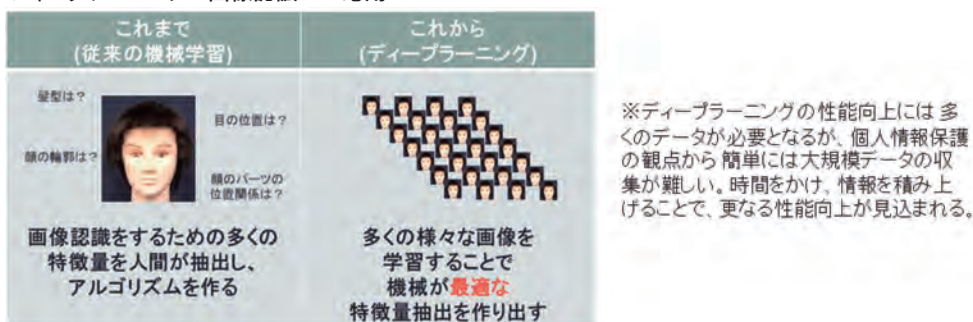 これまで
(従来の機械学習)
これから
(ディープラーニング)
髪型は？
目の位置は？
顔の輪郭は？
顔のパーツの
位置関係は？
画像認識をするための多くの
特徴量を人間が抽出し、
アルゴリズムを作る
多くの様々な画像を
学習することで
機械が最適な
特徴量抽出を作り出す
※ディープラーニングの性能向上には 多
くのデータが必要となるが、個人情報保護
の観点から 簡単には大規模データの収
集が難しい。時間をかけ、情報を積み上
げることで、更なる性能向上が見込まれる。